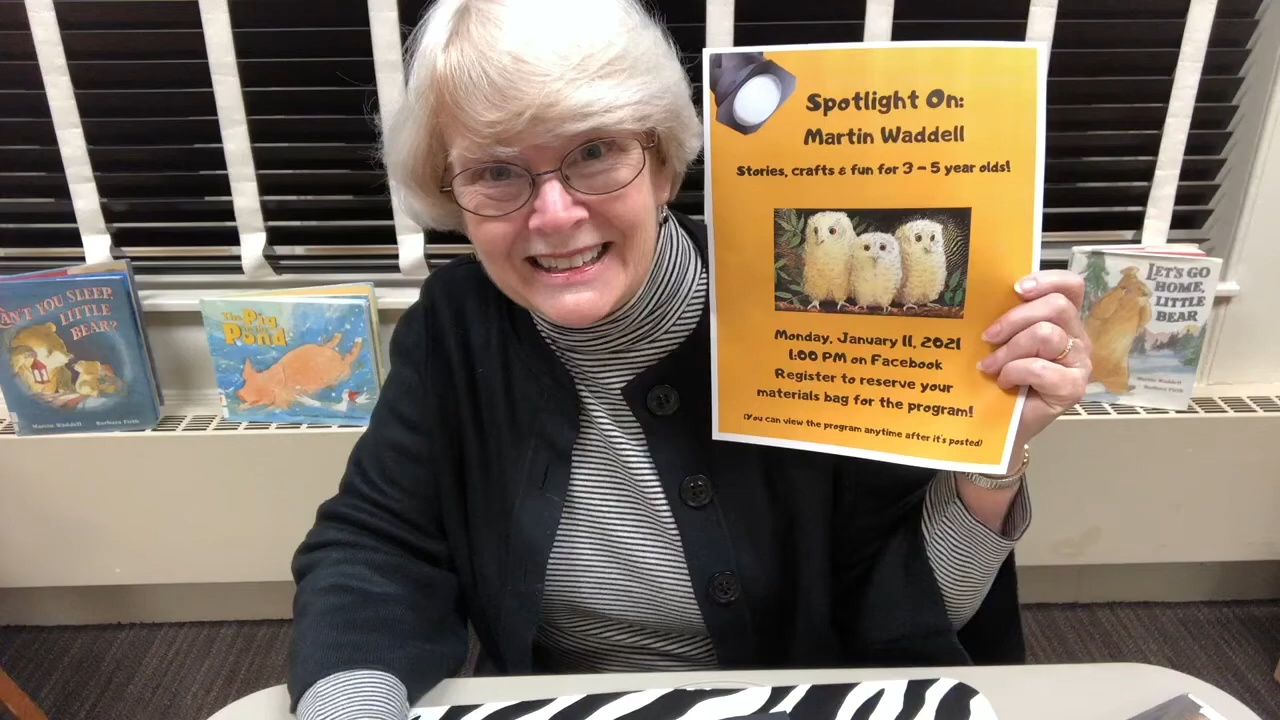 Spotlight On:
Martin Waddell
Stories, crafts & fun for 3 – 5 year olds!
Monday, January 11, 2021
1:00 PM on Facebook
Register to reserve your
materials bag for the program!
(You can view the program anytime after it's posted)
CAN'T YOU SLEEP,
LITTLE
BEAR?
Martin Waddell Barbara Firth
The Pig
in the
Pond
LET'S GO
HOME,
LITTLE
BEAR
Martin Waddell
Barbara Firth